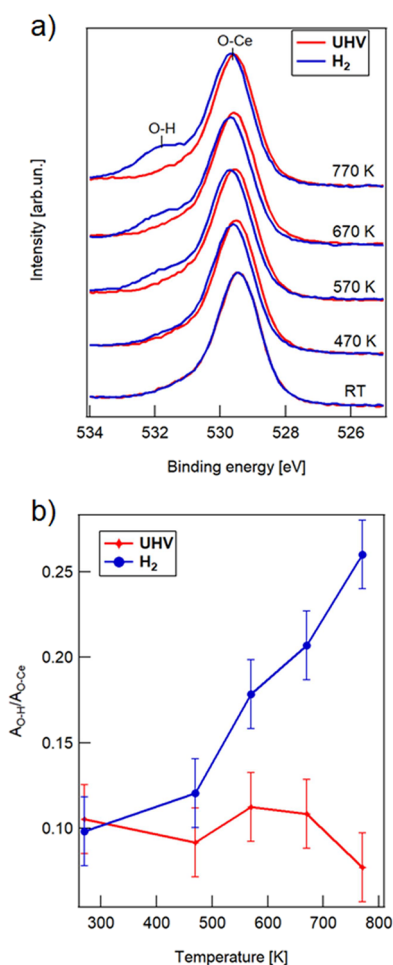 a)
UHV
H2
O-Ce
O-H
770 K
670 K
570 K
470 K
RT
Intensity [arb.un.]
534 532 530 528 526
Binding energy [eV]
b)
UHV
H2
0.25
0.20
0.15
0.10
AO-H/AO-Ce
300 400 500 600 700 800
Temperature [K]